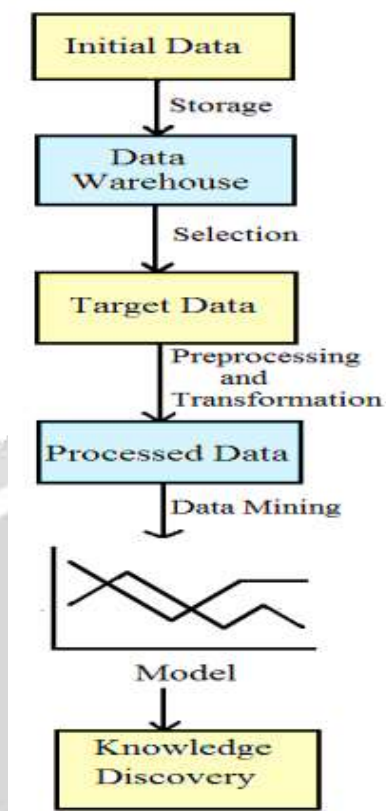 Initial Data
Storage
Data
Warehouse
Selection
Target Data
Preprocessing
and
Transformation
Processed Data
Data Mining
Model
Knowledge
Discovery